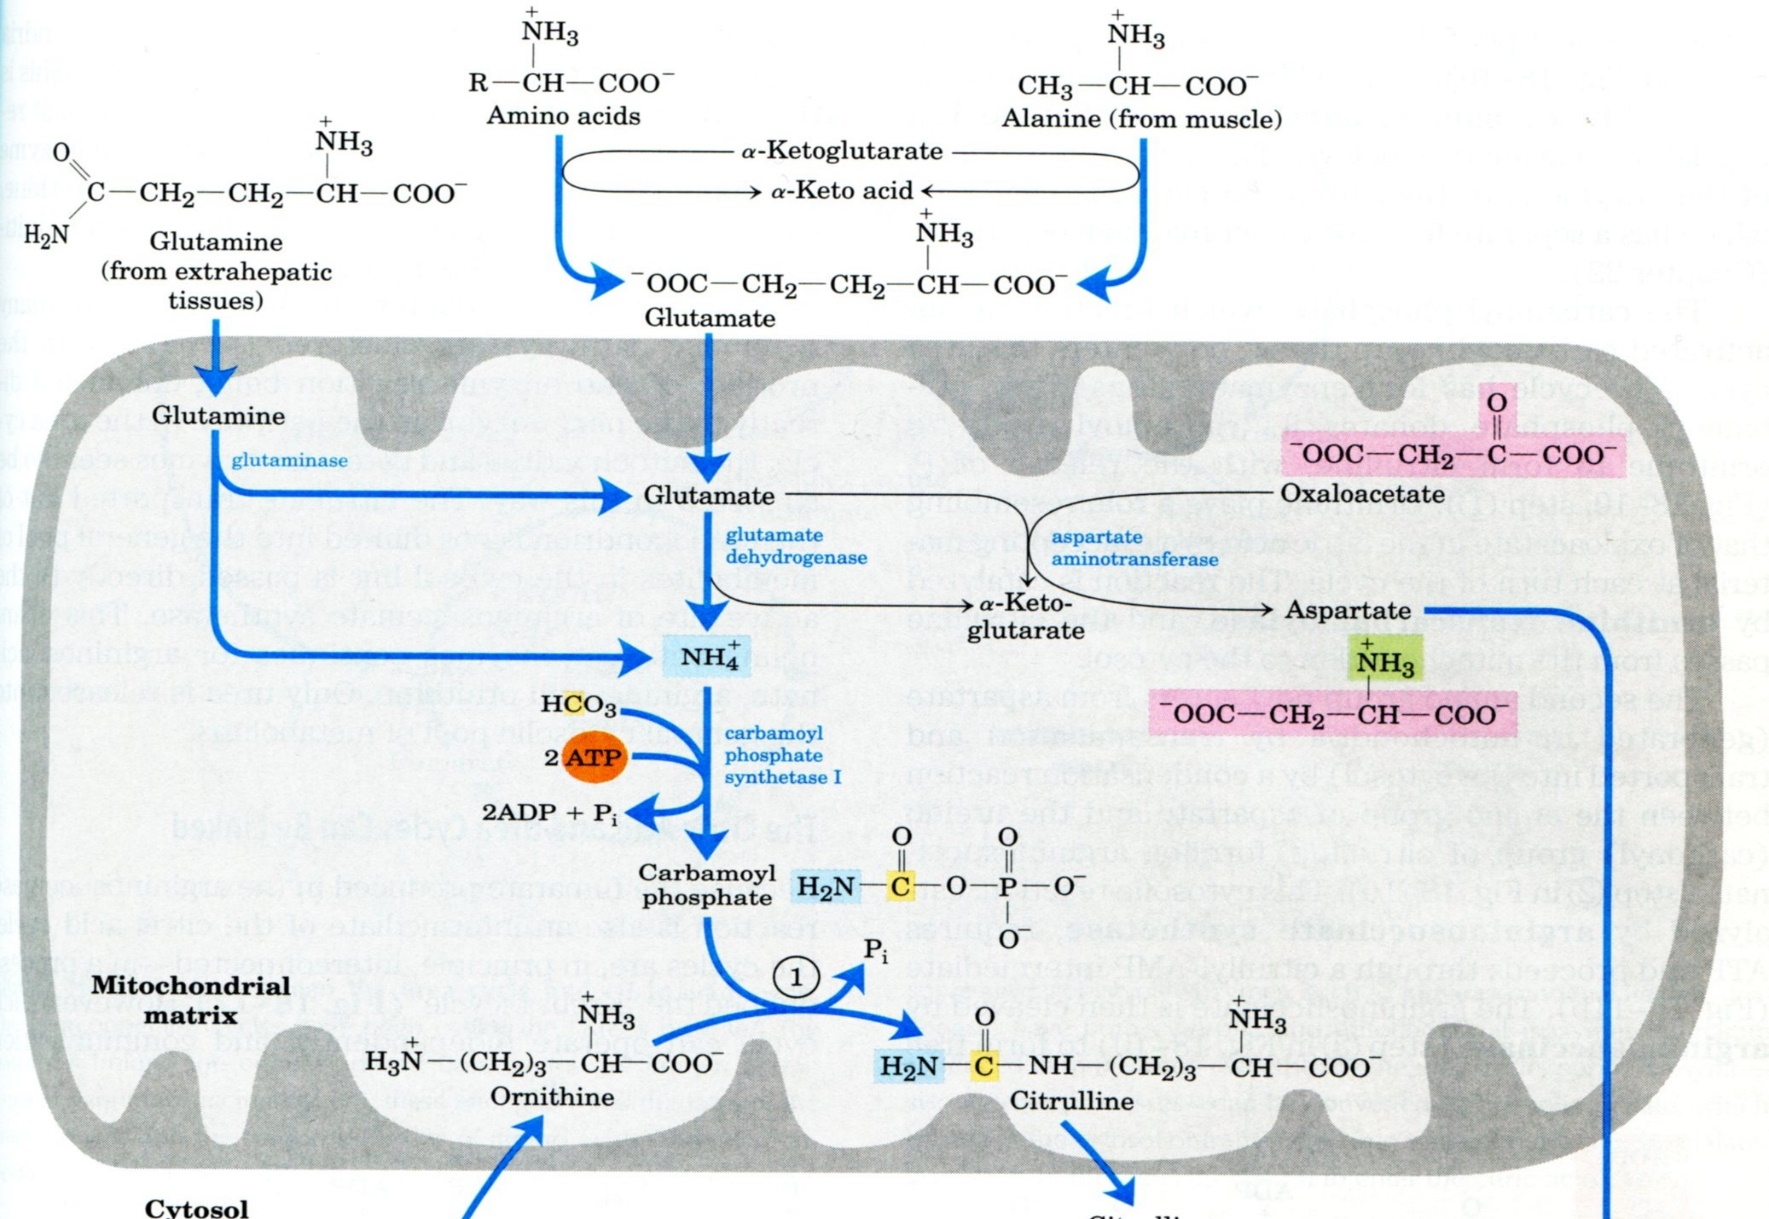 +
NH3
R—CH—COO−
Amino acids
+
NH3
CH3—CH—COO−
Alanine (from muscle)
α-Ketoglutarate
α-Keto acid
O
+
NH3
C—CH2—CH2—CH—COO−
H2N
Glutamine
(from extrahepatic
tissues)
+
NH3
−OOC—CH2—CH2—CH—COO−
Glutamate
Glutamine
glutaminase
Glutamate
O
−OOC—CH2—C—COO−
Oxaloacetate
glutamate
dehydrogenase
aspartate
aminotransferase
α-Keto-
glutarate
Aspartate
+
NH3
−OOC—CH2—CH—COO−
NH4+
HCO3
2 ATP
carbamoyl
phosphate
synthetase I
2ADP + Pi
Carbamoyl
phosphate
O O
H2N C—O—P—O−
O−
Pi
1
Mitochondrial
matrix
+
NH3
H3N+—(CH2)3—CH—COO−
Ornithine
O
+
NH3
H2N—C—NH—(CH2)3—CH—COO−
Citrulline
Cytosol